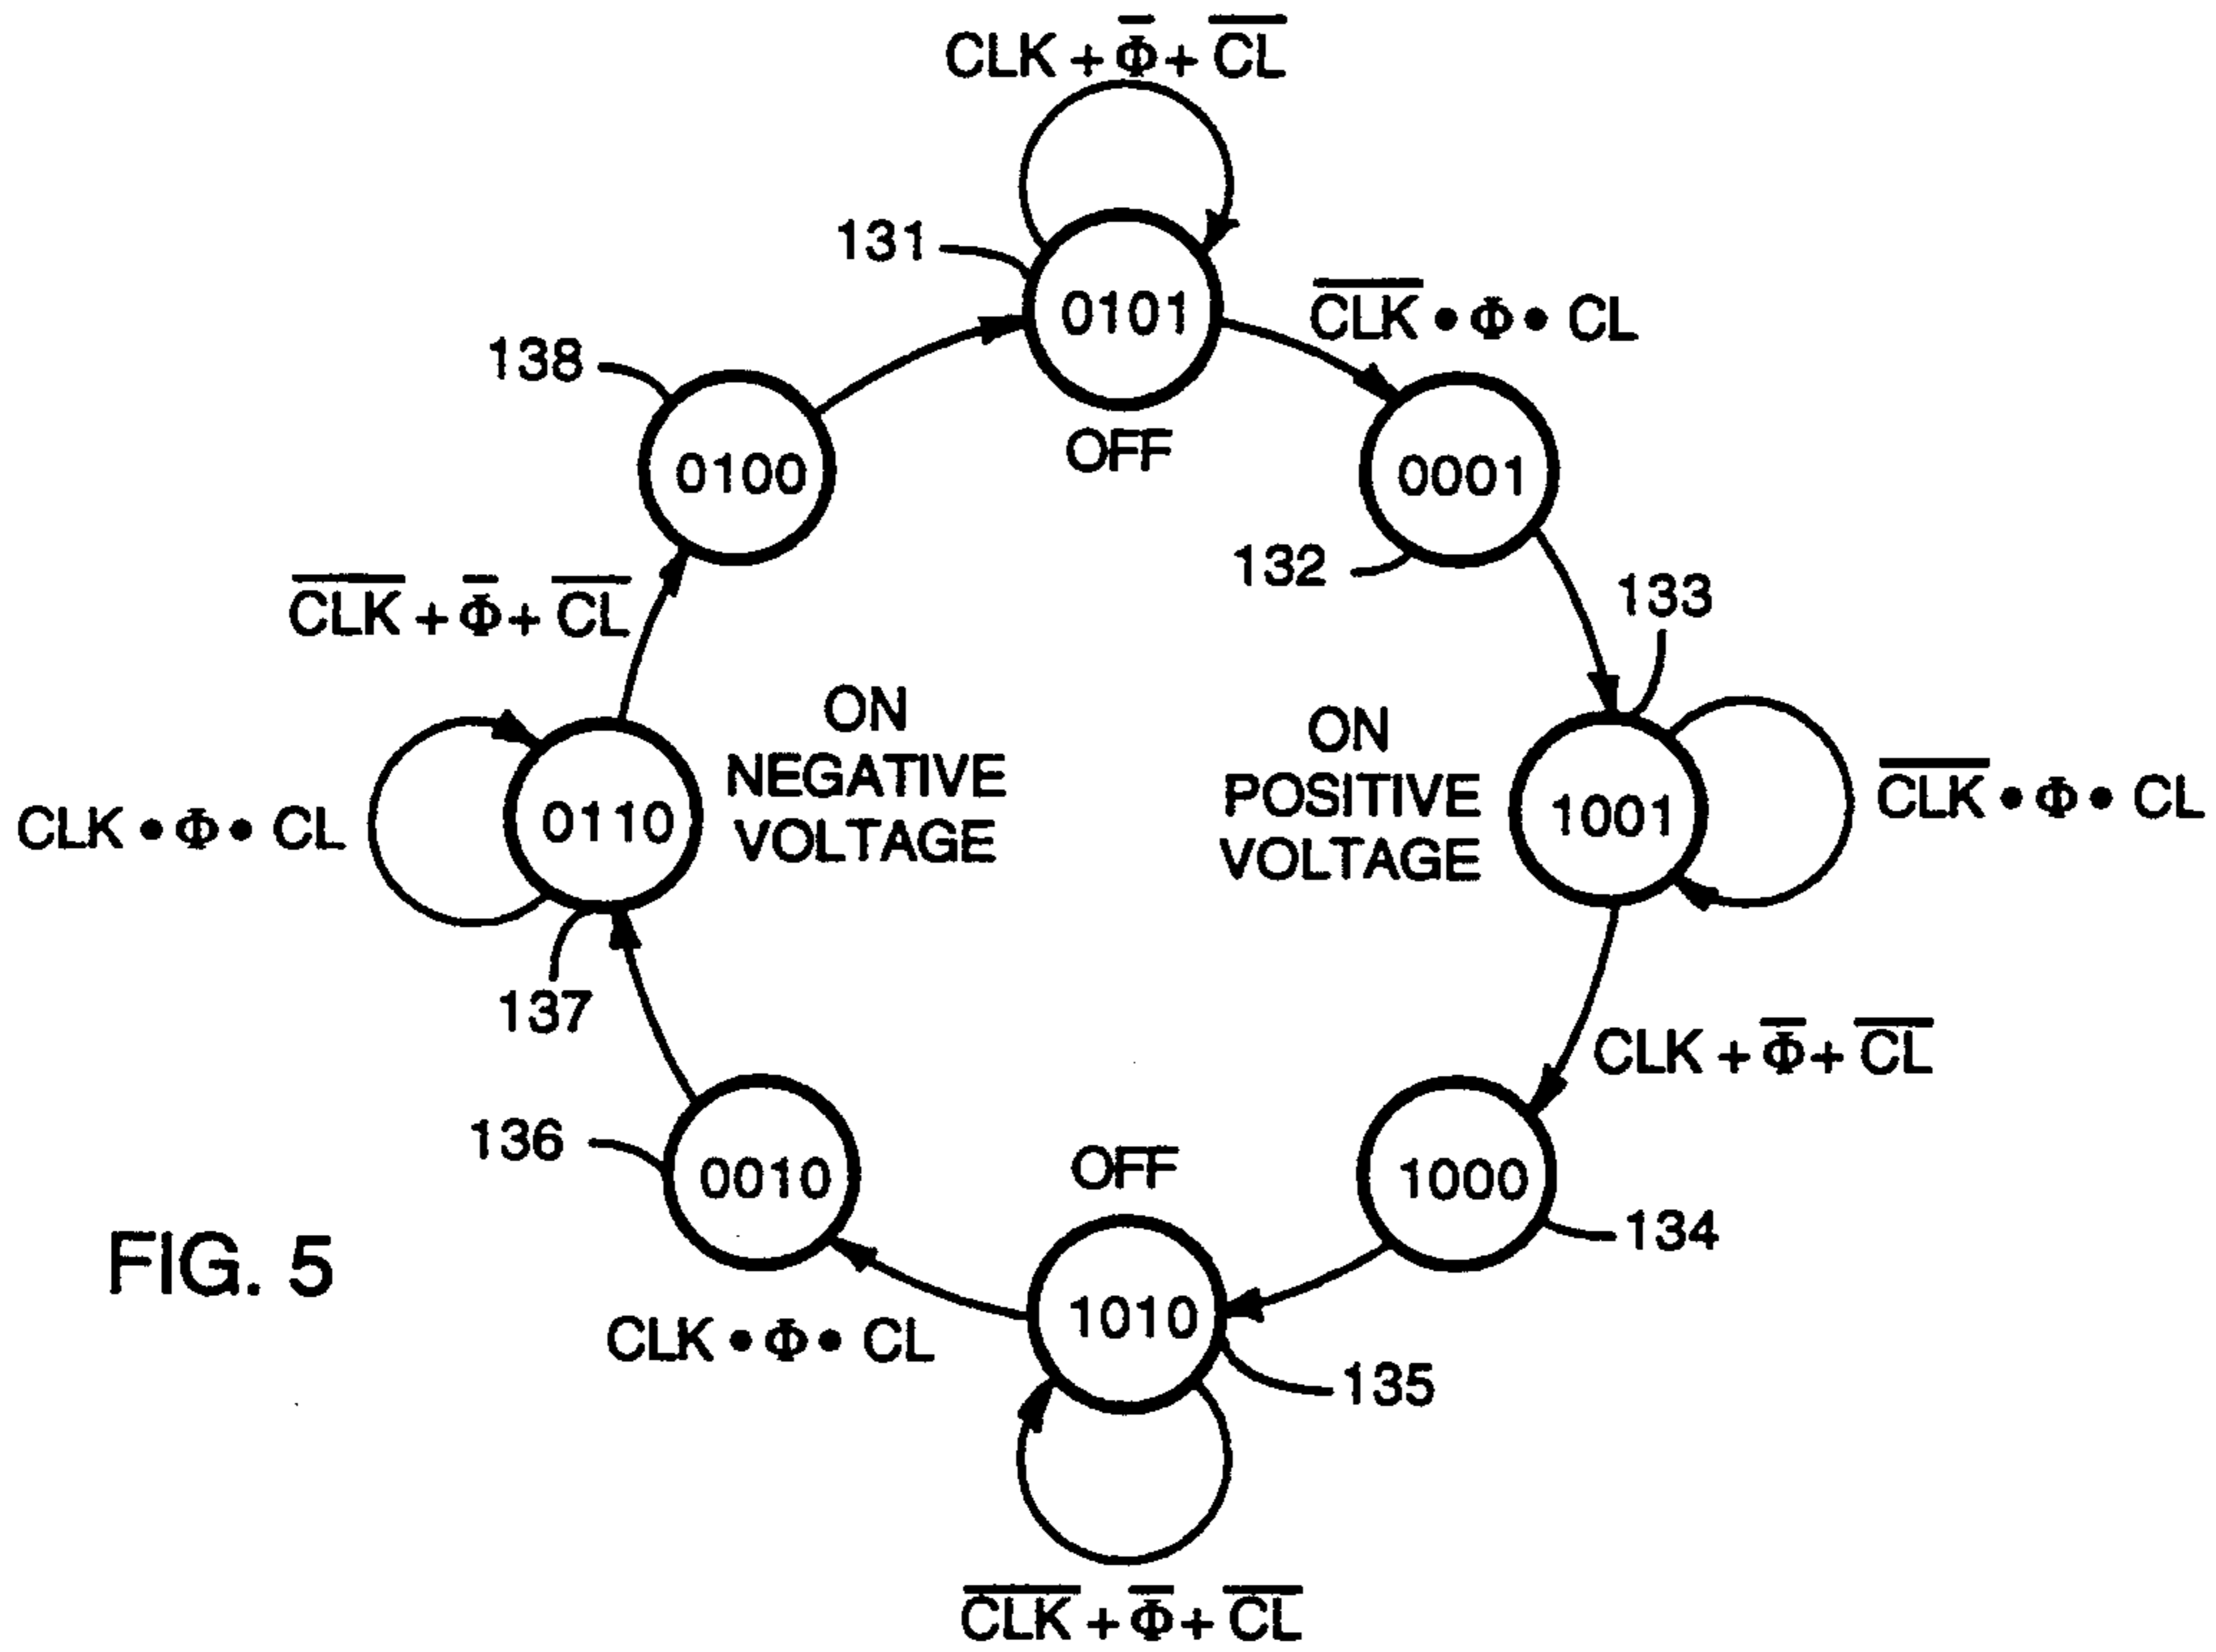 CLK + Φ̅ + C̅L̅
131
0101
OFF
C̅L̅K̅ • Φ • CL
138
0100
0001
132
133
C̅L̅K̅ + Φ̅ + C̅L̅
ON
NEGATIVE
VOLTAGE
ON
POSITIVE
VOLTAGE
CLK • Φ • CL
0110
1001
C̅L̅K̅ • Φ • CL
137
CLK + Φ̅ + C̅L̅
136
0010
OFF
1000
134
FIG. 5
CLK • Φ • CL
1010
135
C̅L̅K̅ + Φ̅ + C̅L̅